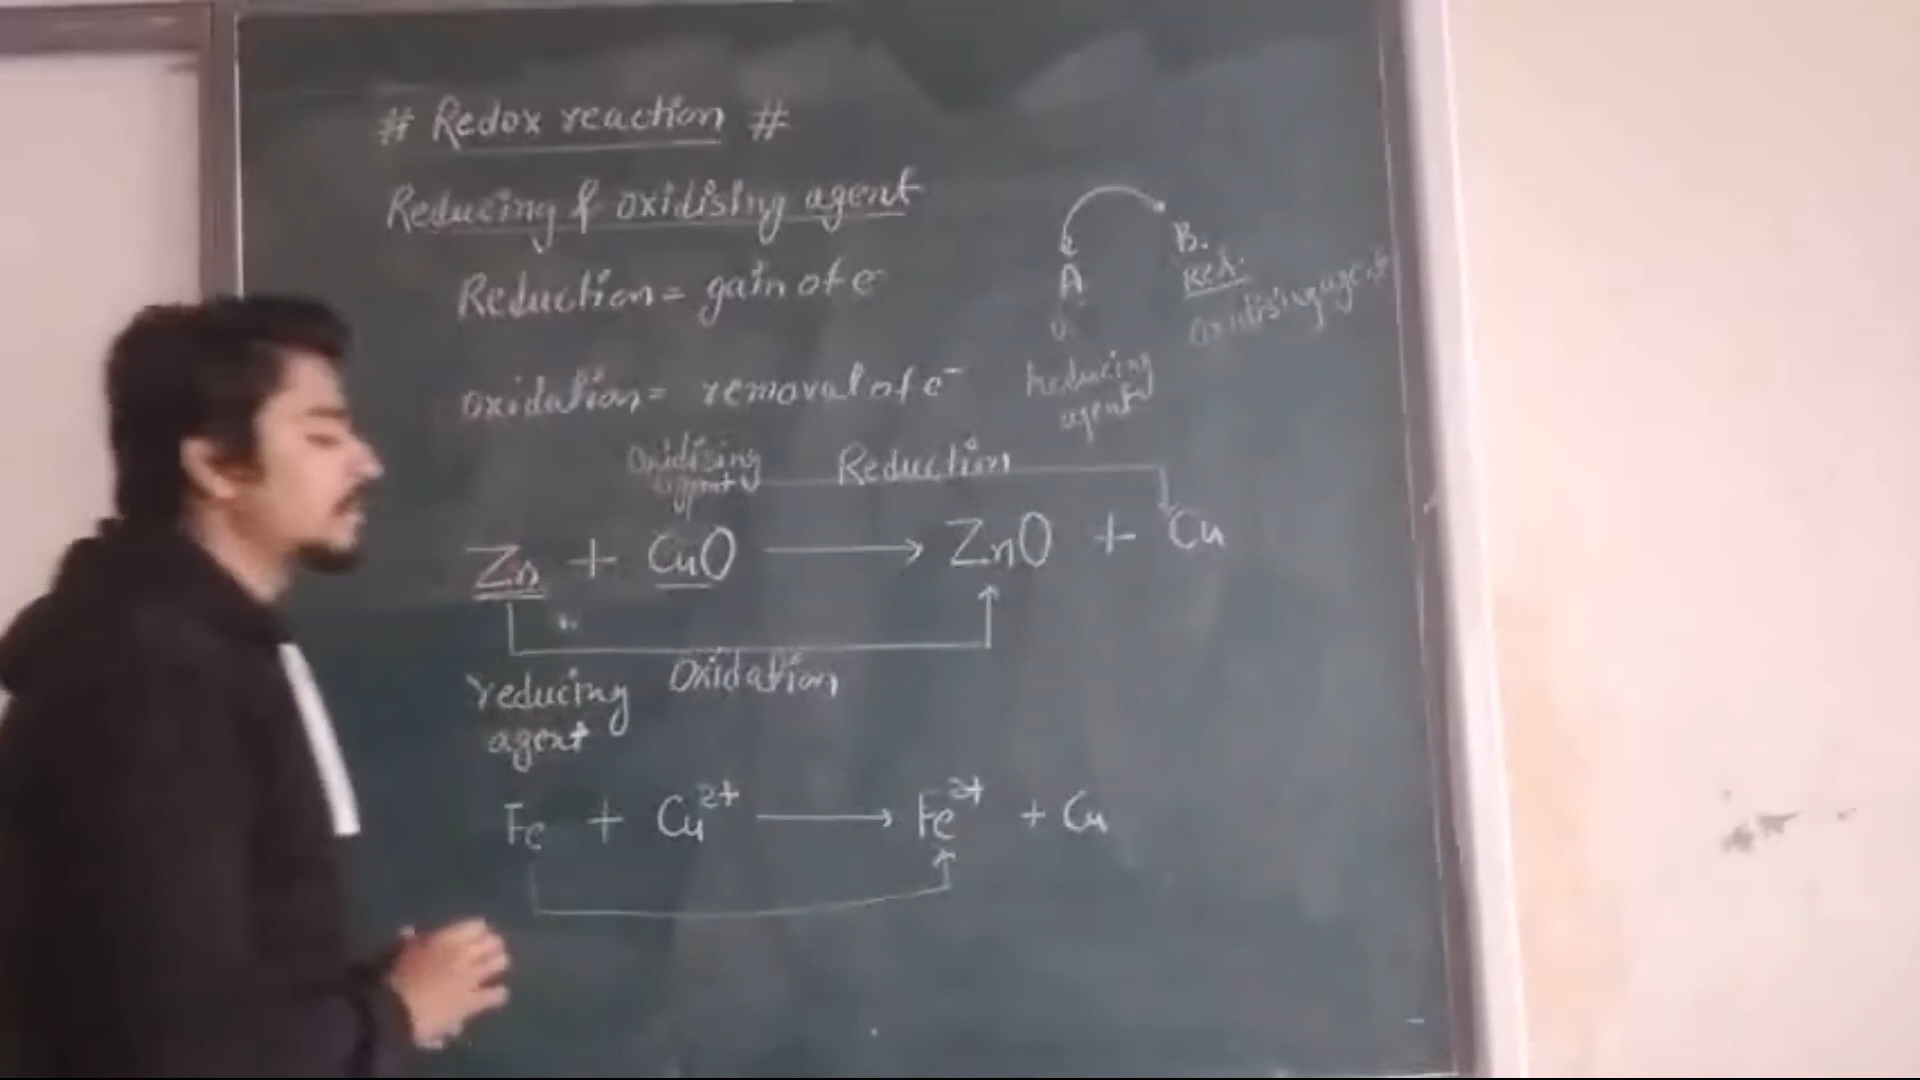 # Redox reaction #
Reducing & oxidising agent
Reduction = gain of e⁻
e
A
B.
Red.
oxidising agent
oxidation = removal of e⁻
reducing
agent
Oxidising
agent
Reduction
Zn + CuO → ZnO + Cu
Oxidation
reducing
agent
Fe + Cu²⁺ → Fe²⁺ + Cu